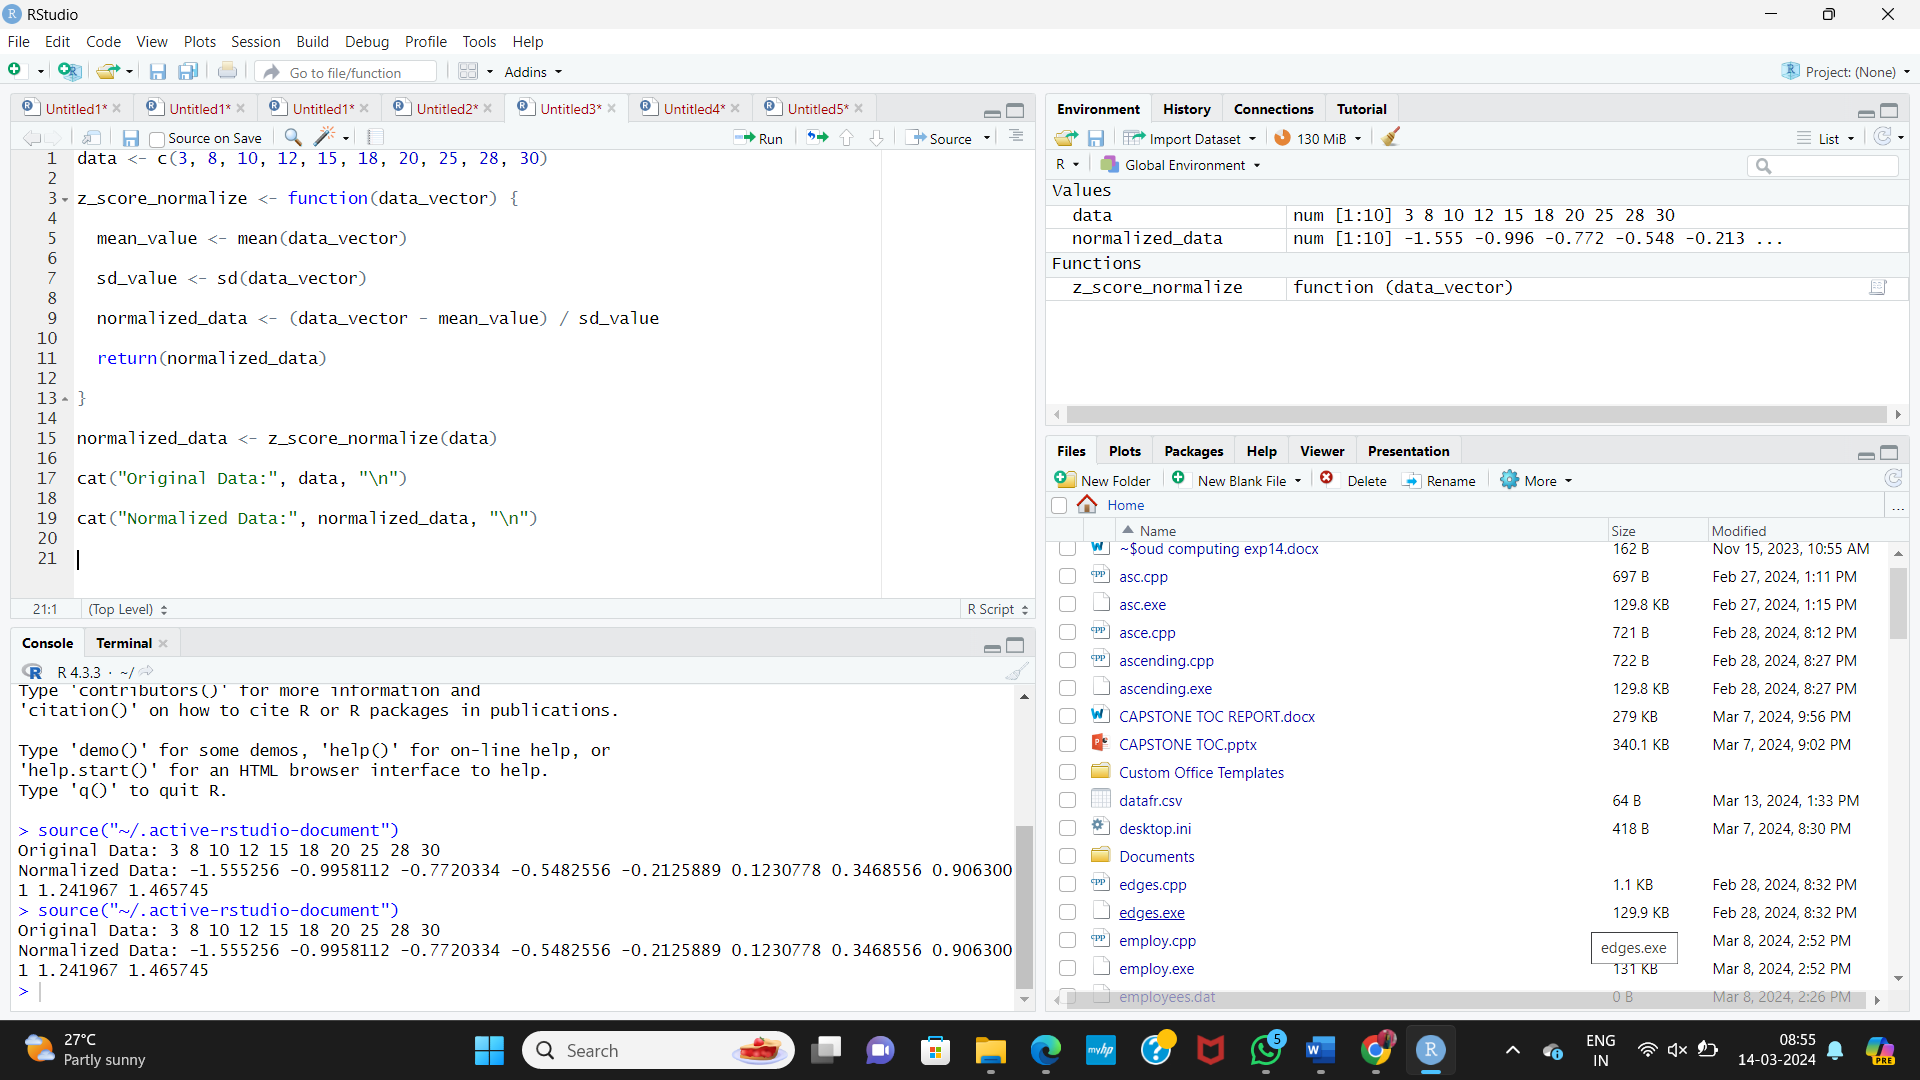 RStudio
File Edit Code View Plots Session Build Debug Profile Tools Help
Go to file/function Addins Project: (None)
Untitled1* Untitled1* Untitled1* Untitled2* Untitled3* Untitled4* Untitled5*
Source on Save Run Source
1 data <- c(3, 8, 10, 12, 15, 18, 20, 25, 28, 30)
2
3 z_score_normalize <- function(data_vector) {
4
5 mean_value <- mean(data_vector)
6
7 sd_value <- sd(data_vector)
8
9 normalized_data <- (data_vector - mean_value) / sd_value
10
11 return(normalized_data)
12
13 }
14
15 normalized_data <- z_score_normalize(data)
16
17 cat("Original Data:", data, "\n")
18
19 cat("Normalized Data:", normalized_data, "\n")
20
21
21:1 (Top Level) R Script
Console Terminal
R 4.3.3 · ~/
Type 'contributors()' for more information and
'citation()' on how to cite R or R packages in publications.
Type 'demo()' for some demos, 'help()' for on-line help, or
'help.start()' for an HTML browser interface to help.
Type 'q()' to quit R.
> source("~/.active-rstudio-document")
Original Data: 3 8 10 12 15 18 20 25 28 30
Normalized Data: -1.555256 -0.9958112 -0.7720334 -0.5482556 -0.2125889 0.1230778 0.3468556 0.906300
1 1.241967 1.465745
> source("~/.active-rstudio-document")
Original Data: 3 8 10 12 15 18 20 25 28 30
Normalized Data: -1.555256 -0.9958112 -0.7720334 -0.5482556 -0.2125889 0.1230778 0.3468556 0.906300
1 1.241967 1.465745
>
Environment History Connections Tutorial
Import Dataset 130 MiB List
R Global Environment
Values
data num [1:10] 3 8 10 12 15 18 20 25 28 30
normalized_data num [1:10] -1.555 -0.996 -0.772 -0.548 -0.213 ...
Functions
z_score_normalize function (data_vector)
Files Plots Packages Help Viewer Presentation
New Folder New Blank File Delete Rename More
Home ...
Name Size Modified
~$oud computing exp14.docx 162 B Nov 15, 2023, 10:55 AM
asc.cpp 697 B Feb 27, 2024, 1:11 PM
asc.exe 129.8 KB Feb 27, 2024, 1:15 PM
asce.cpp 721 B Feb 28, 2024, 8:12 PM
ascending.cpp 722 B Feb 28, 2024, 8:27 PM
ascending.exe 129.8 KB Feb 28, 2024, 8:27 PM
CAPSTONE TOC REPORT.docx 279 KB Mar 7, 2024, 9:56 PM
CAPSTONE TOC.pptx 340.1 KB Mar 7, 2024, 9:02 PM
Custom Office Templates
datafr.csv 64 B Mar 13, 2024, 1:33 PM
desktop.ini 418 B Mar 7, 2024, 8:30 PM
Documents
edges.cpp 1.1 KB Feb 28, 2024, 8:32 PM
edges.exe 129.9 KB Feb 28, 2024, 8:32 PM
employ.cpp edges.exe Mar 8, 2024, 2:52 PM
employ.exe 131 KB Mar 8, 2024, 2:52 PM
employees.dat 0 B Mar 8, 2024, 2:26 PM
27°C
Partly sunny
Search
myhp
5
ENG
IN
08:55
14-03-2024
PRE